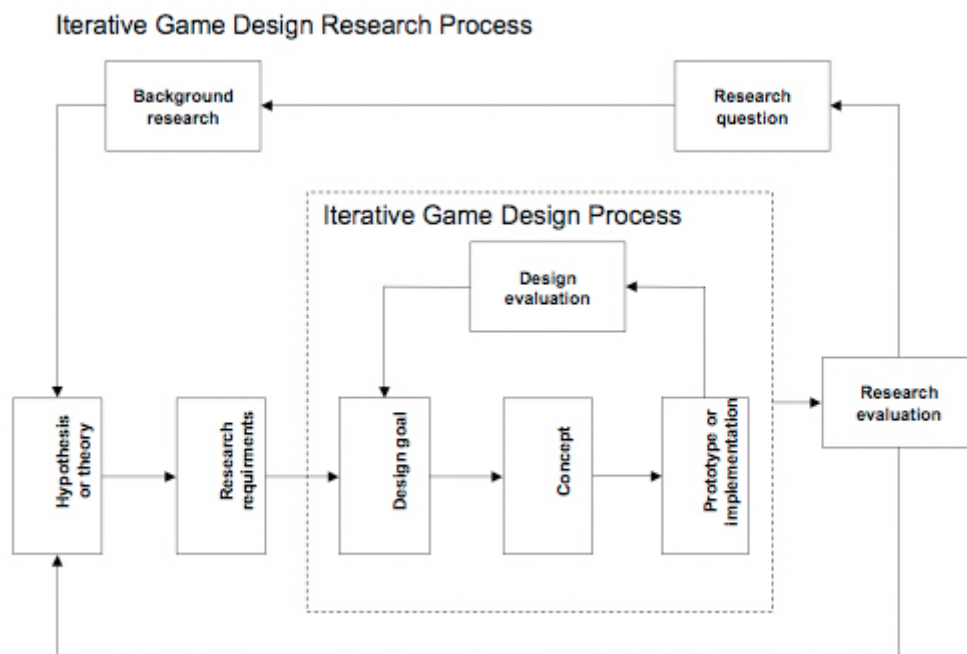 Iterative Game Design Research Process
Background
research
Research
question
Iterative Game Design Process
Design
evaluation
Hypothesis
or theory
Research
requirments
Design goal
Concept
Prototype or
implementation
Research
evaluation